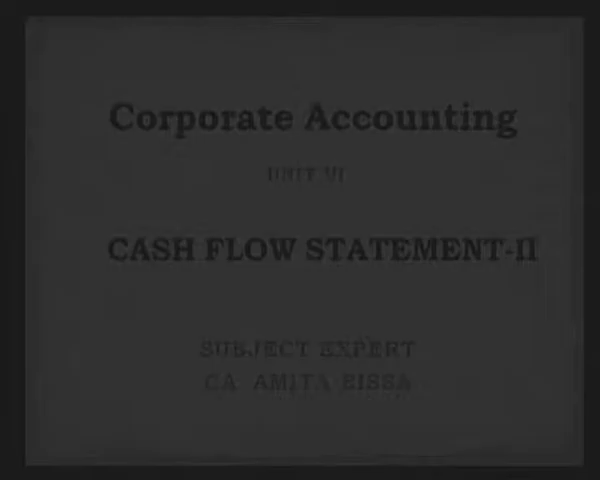 Corporate Accounting
UNIT VI
CASH FLOW STATEMENT-II
SUBJECT EXPERT
CA AMITA BISSA